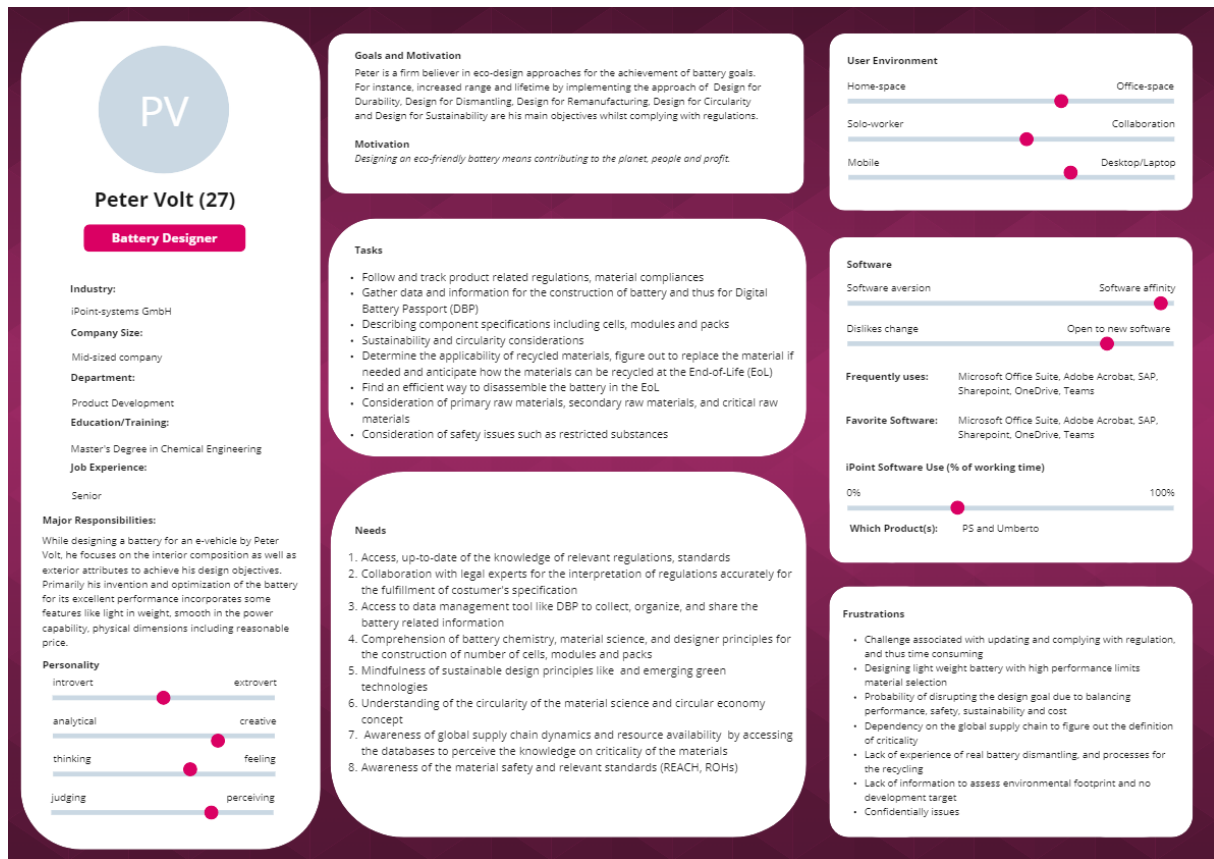 PV
Peter Volt (27)
Battery Designer
Industry:
iPoint-systems GmbH
Company Size:
Mid-sized company
Department:
Product Development
Education/Training:
Master's Degree in Chemical Engineering
Job Experience:
Senior
Major Responsibilities:
While designing a battery for an e-vehicle by Peter
Volt, he focuses on the interior composition as well as
exterior attributes to achieve his design objectives.
Primarily his invention and optimization of the battery
for its excellent performance incorporates some
features like light in weight, smooth in the power
capability, physical dimensions including reasonable
price.
Personality
introvert extrovert
analytical creative
thinking feeling
judging perceiving
Goals and Motivation
Peter is a firm believer in eco-design approaches for the achievement of battery goals.
For instance, increased range and lifetime by implementing the approach of Design for
Durability, Design for Dismantling, Design for Remanufacturing, Design for Circularity
and Design for Sustainability are his main objectives whilst complying with regulations.
Motivation
Designing an eco-friendly battery means contributing to the planet, people and profit.
Tasks
• Follow and track product related regulations, material compliances
• Gather data and information for the construction of battery and thus for Digital
Battery Passport (DBP)
• Describing component specifications including cells, modules and packs
• Sustainability and circularity considerations
• Determine the applicability of recycled materials, figure out to replace the material if
needed and anticipate how the materials can be recycled at the End-of-Life (EoL)
• Find an efficient way to disassemble the battery in the EoL
• Consideration of primary raw materials, secondary raw materials, and critical raw
materials
• Consideration of safety issues such as restricted substances
Needs
1. Access, up-to-date of the knowledge of relevant regulations, standards
2. Collaboration with legal experts for the interpretation of regulations accurately for
the fulfillment of costumer's specification
3. Access to data management tool like DBP to collect, organize, and share the
battery related information
4. Comprehension of battery chemistry, material science, and designer principles for
the construction of number of cells, modules and packs
5. Mindfulness of sustainable design principles like and emerging green
technologies
6. Understanding of the circularity of the material science and circular economy
concept
7. Awareness of global supply chain dynamics and resource availability by accessing
the databases to perceive the knowledge on criticality of the materials
8. Awareness of the material safety and relevant standards (REACH, ROHs)
User Environment
Home-space Office-space
Solo-worker Collaboration
Mobile Desktop/Laptop
Software
Software aversion Software affinity
Dislikes change Open to new software
Frequently uses: Microsoft Office Suite, Adobe Acrobat, SAP,
Sharepoint, OneDrive, Teams
Favorite Software: Microsoft Office Suite, Adobe Acrobat, SAP,
Sharepoint, OneDrive, Teams
iPoint Software Use (% of working time)
0% 100%
Which Product(s): PS and Umberto
Frustrations
• Challenge associated with updating and complying with regulation,
and thus time consuming
• Designing light weight battery with high performance limits
material selection
• Probability of disrupting the design goal due to balancing
performance, safety, sustainability and cost
• Dependency on the global supply chain to figure out the definition
of criticality
• Lack of experience of real battery dismantling, and processes for
the recycling
• Lack of information to assess environmental footprint and no
development target
• Confidentially issues